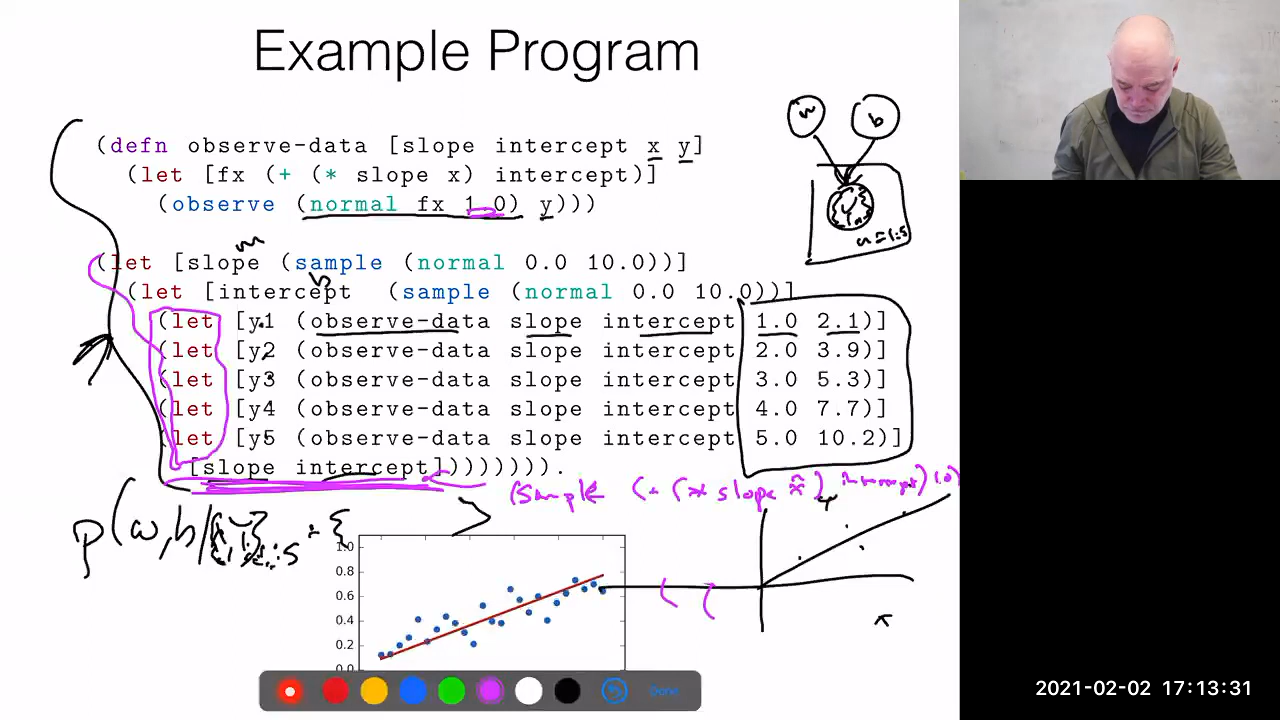 Example Program
(defn observe-data [slope intercept x y]
(let [fx (+ (* slope x) intercept)]
(observe (normal fx 1.0) y)))
m
(let [slope (sample (normal 0.0 10.0))]
b
(let [intercept (sample (normal 0.0 10.0))]
(let [y1 (observe-data slope intercept 1.0 2.1)]
(let [y2 (observe-data slope intercept 2.0 3.9)]
(let [y3 (observe-data slope intercept 3.0 5.3)]
(let [y4 (observe-data slope intercept 4.0 7.7)]
(let [y5 (observe-data slope intercept 5.0 10.2)]
[slope intercept]))))))).
b
n=1:5
(sample (+ (* slope x̂) intercept)
p(w,b|
Y
x
1.0
0.8
0.6
0.4
0.2
0.0
Done
2021-02-02 17:13:31